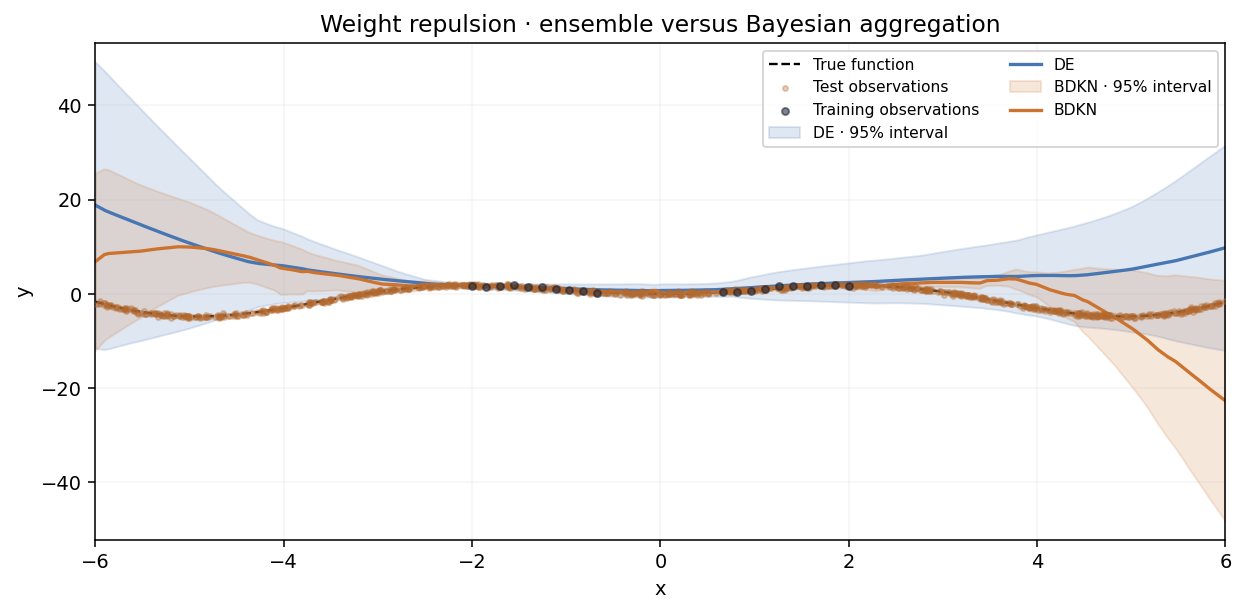 Weight repulsion · ensemble versus Bayesian aggregation
True function
Test observations
Training observations
DE · 95% interval
DE
BDKN · 95% interval
BDKN
y
40
20
0
−20
−40
−6
−4
−2
0
2
4
6
x